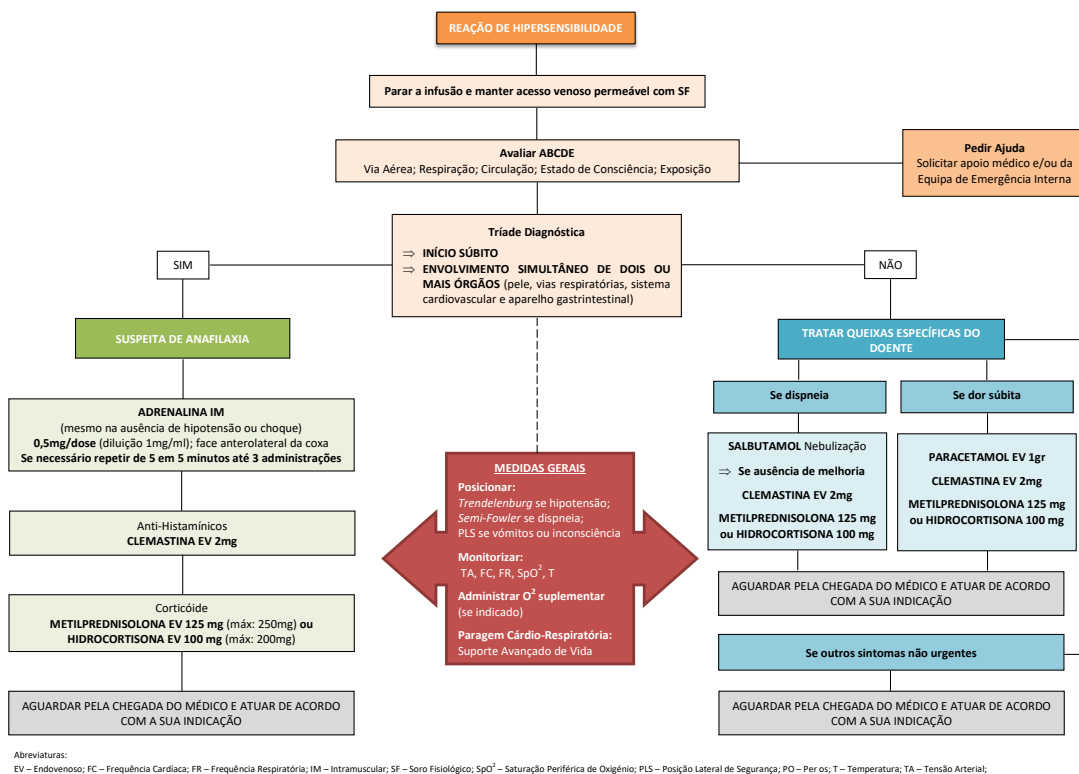 REAÇÃO DE HIPERSENSIBILIDADE
Parar a infusão e manter acesso venoso permeável com SF
Avaliar ABCDE
Via Aérea; Respiração; Circulação; Estado de Consciência; Exposição
Pedir Ajuda
Solicitar apoio médico e/ou da
Equipa de Emergência Interna
Tríade Diagnóstica
⇒ INÍCIO SÚBITO
⇒ ENVOLVIMENTO SIMULTÂNEO DE DOIS OU
MAIS ÓRGÃOS (pele, vias respiratórias, sistema
cardiovascular e aparelho gastrintestinal)
SIM
NÃO
SUSPEITA DE ANAFILAXIA
ADRENALINA IM
(mesmo na ausência de hipotensão ou choque)
0,5mg/dose (diluição 1mg/ml); face anterolateral da coxa
Se necessário repetir de 5 em 5 minutos até 3 administrações
Anti-Histamínicos
CLEMASTINA EV 2mg
Corticóide
METILPREDNISOLONA EV 125 mg (máx: 250mg) ou
HIDROCORTISONA EV 100 mg (máx: 200mg)
AGUARDAR PELA CHEGADA DO MÉDICO E ATUAR DE ACORDO
COM A SUA INDICAÇÃO
MEDIDAS GERAIS
Posicionar:
Trendelenburg se hipotensão;
Semi-Fowler se dispneia;
PLS se vómitos ou inconsciência
Monitorizar:
TA, FC, FR, SpO², T
Administrar O² suplementar
(se indicado)
Paragem Cárdio-Respiratória:
Suporte Avançado de Vida
TRATAR QUEIXAS ESPECÍFICAS DO
DOENTE
Se dispneia
SALBUTAMOL Nebulização
⇒ Se ausência de melhoria
CLEMASTINA EV 2mg
METILPREDNISOLONA 125 mg
ou HIDROCORTISONA 100 mg
Se dor súbita
PARACETAMOL EV 1gr
CLEMASTINA EV 2mg
METILPREDNISOLONA 125 mg
ou HIDROCORTISONA 100 mg
AGUARDAR PELA CHEGADA DO MÉDICO E ATUAR DE ACORDO
COM A SUA INDICAÇÃO
Se outros sintomas não urgentes
AGUARDAR PELA CHEGADA DO MÉDICO E ATUAR DE ACORDO
COM A SUA INDICAÇÃO
Abreviaturas:
EV – Endovenoso; FC – Frequência Cardíaca; FR – Frequência Respiratória; IM – Intramuscular; SF – Soro Fisiológico; SpO² – Saturação Periférica de Oxigénio; PLS – Posição Lateral de Segurança; PO – Per os; T – Temperatura; TA – Tensão Arterial;